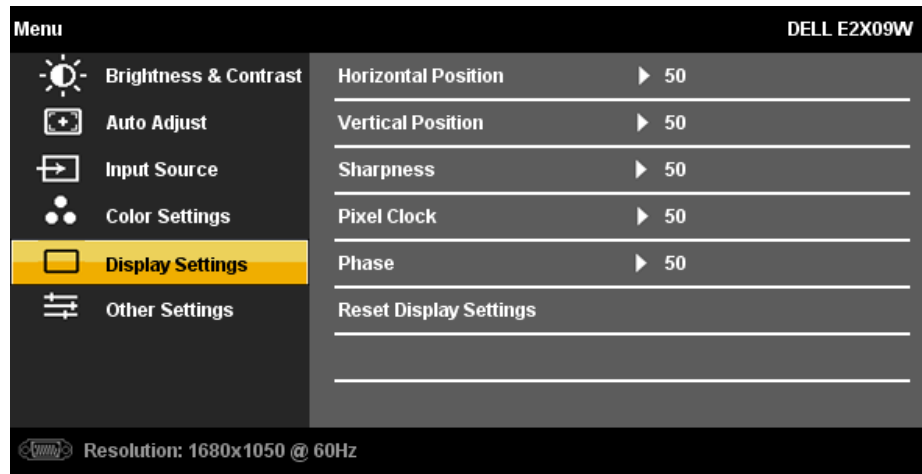 Menu DELL E2X09W
Brightness & Contrast Horizontal Position 50
Auto Adjust Vertical Position 50
Input Source Sharpness 50
Color Settings Pixel Clock 50
Display Settings Phase 50
Other Settings Reset Display Settings
Resolution: 1680x1050 @ 60Hz